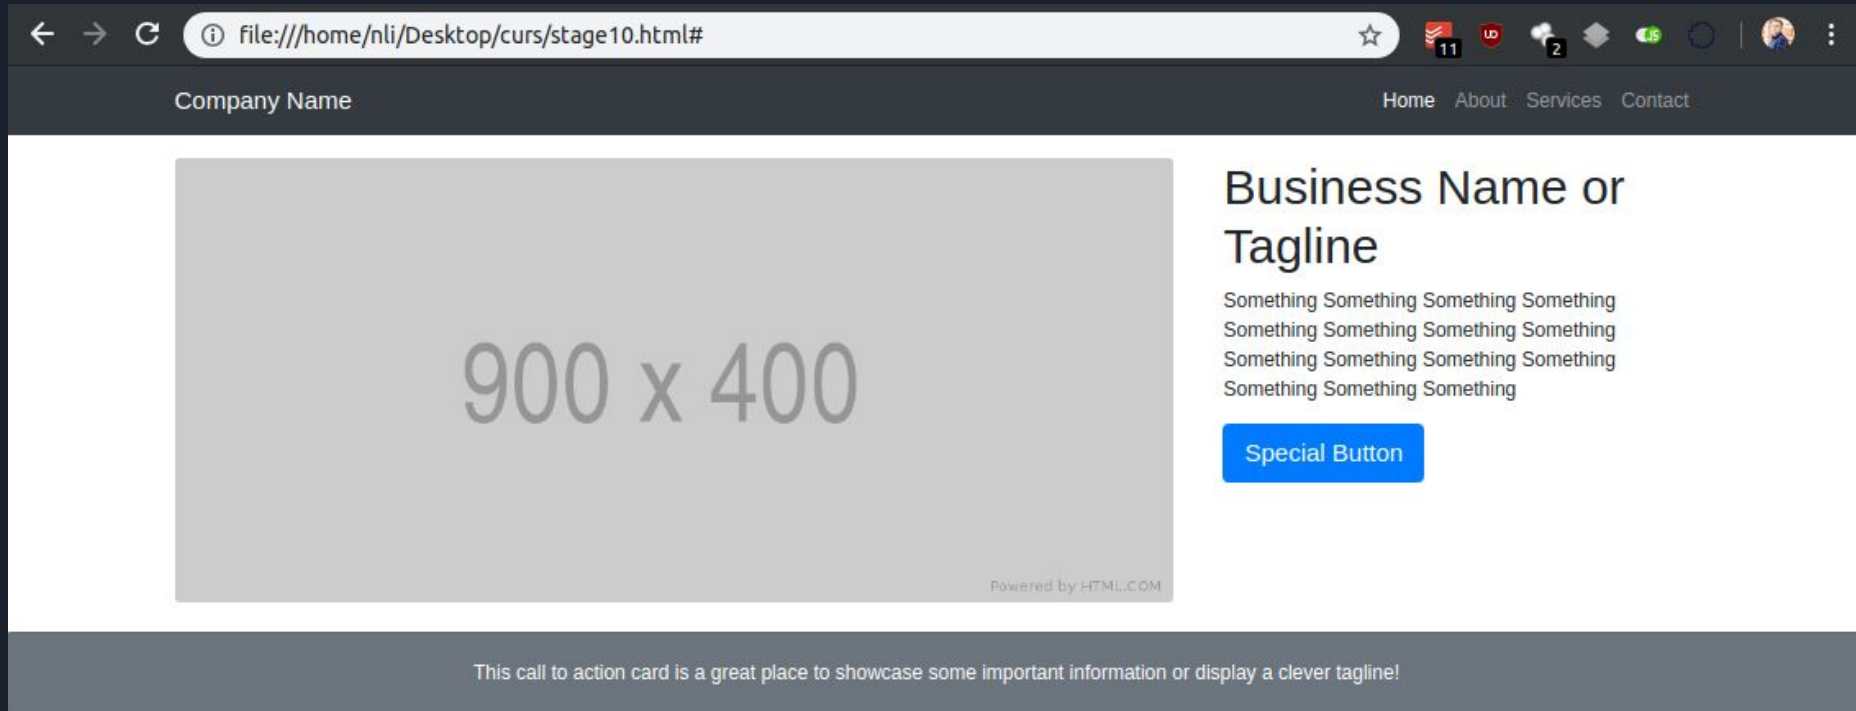 file:///home/nli/Desktop/curs/stage10.html#
11
UD
2
JS
Company Name
Home About Services Contact
900 x 400
Powered by HTML.COM
Business Name or
Tagline
Something Something Something Something
Something Something Something Something
Something Something Something Something
Something Something Something
Special Button
This call to action card is a great place to showcase some important information or display a clever tagline!